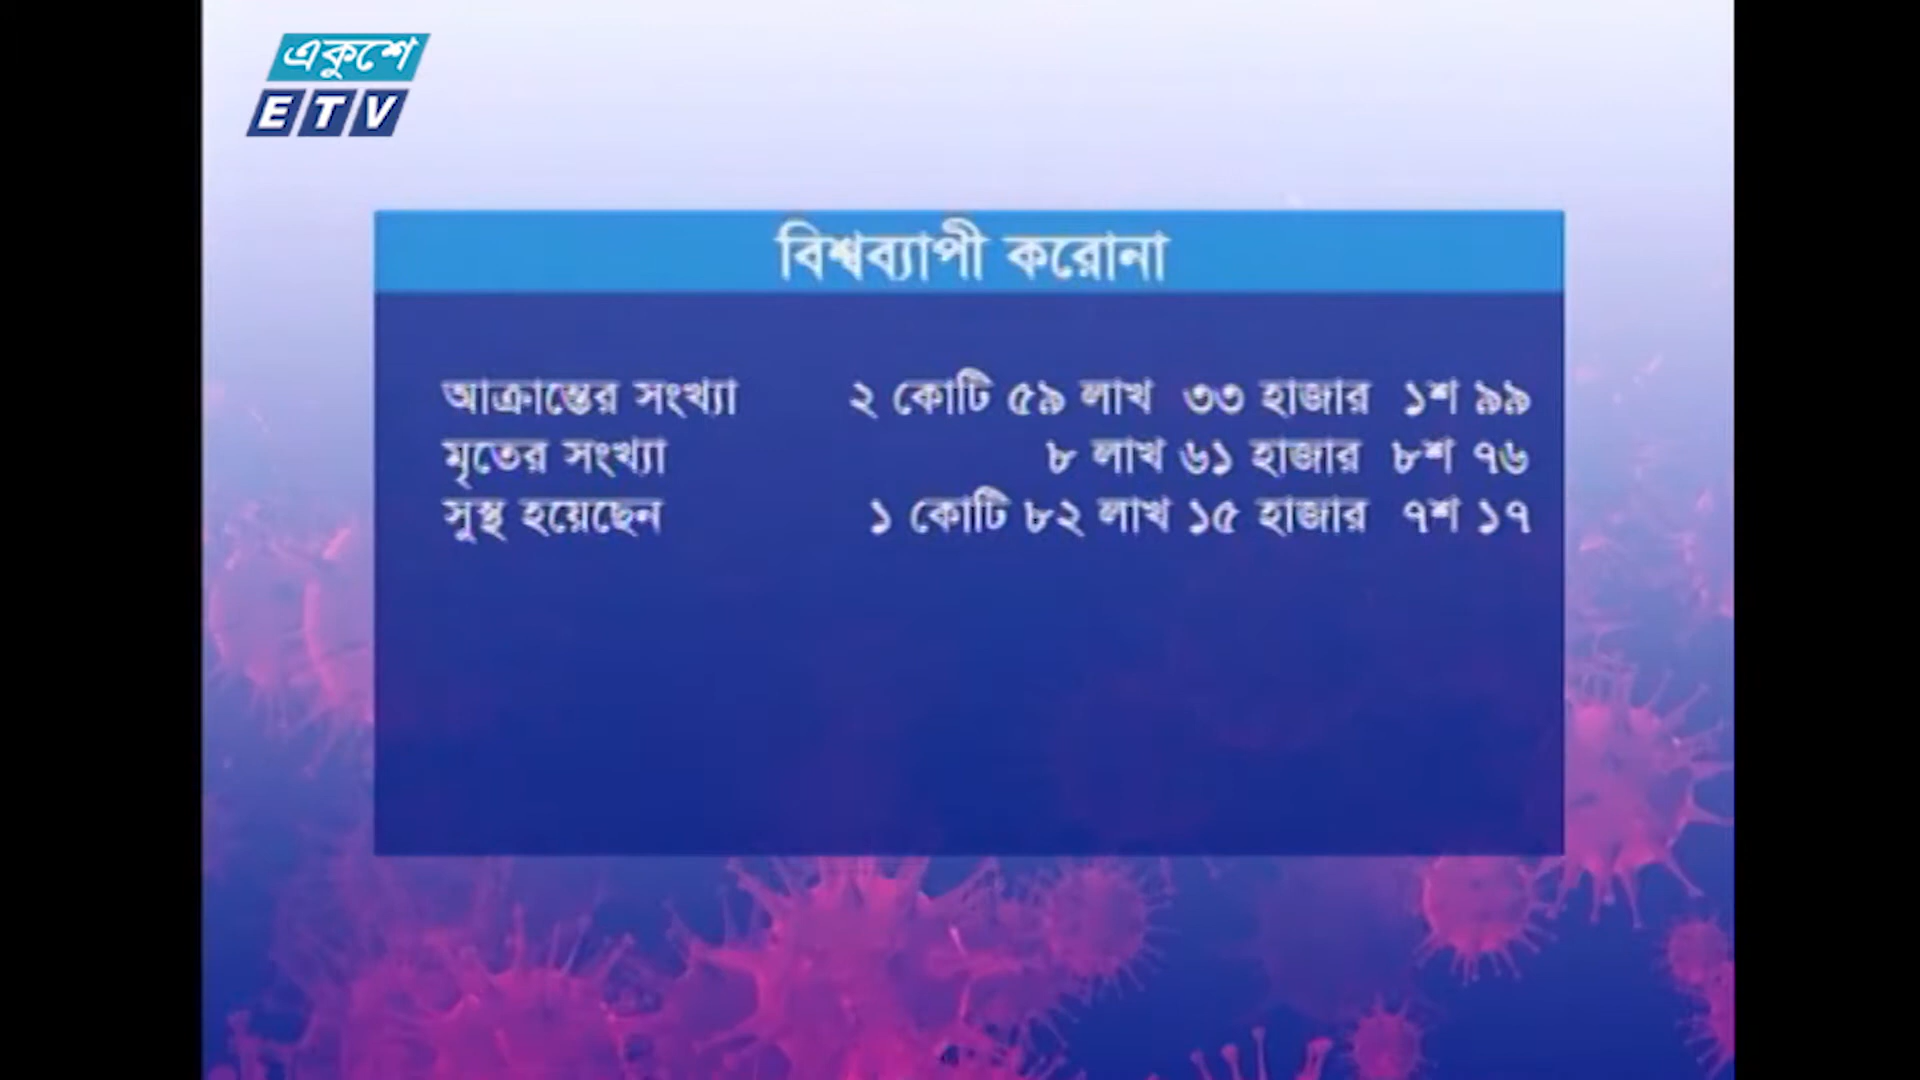 একুশে
ETV
বিশ্বব্যাপী করোনা
আক্রান্তের সংখ্যা ২ কোটি ৫৯ লাখ ৩৩ হাজার ১শ ৯৯
মৃতের সংখ্যা ৮ লাখ ৬১ হাজার ৮শ ৭৬
সুস্থ হয়েছেন ১ কোটি ৮২ লাখ ১৫ হাজার ৭শ ১৭